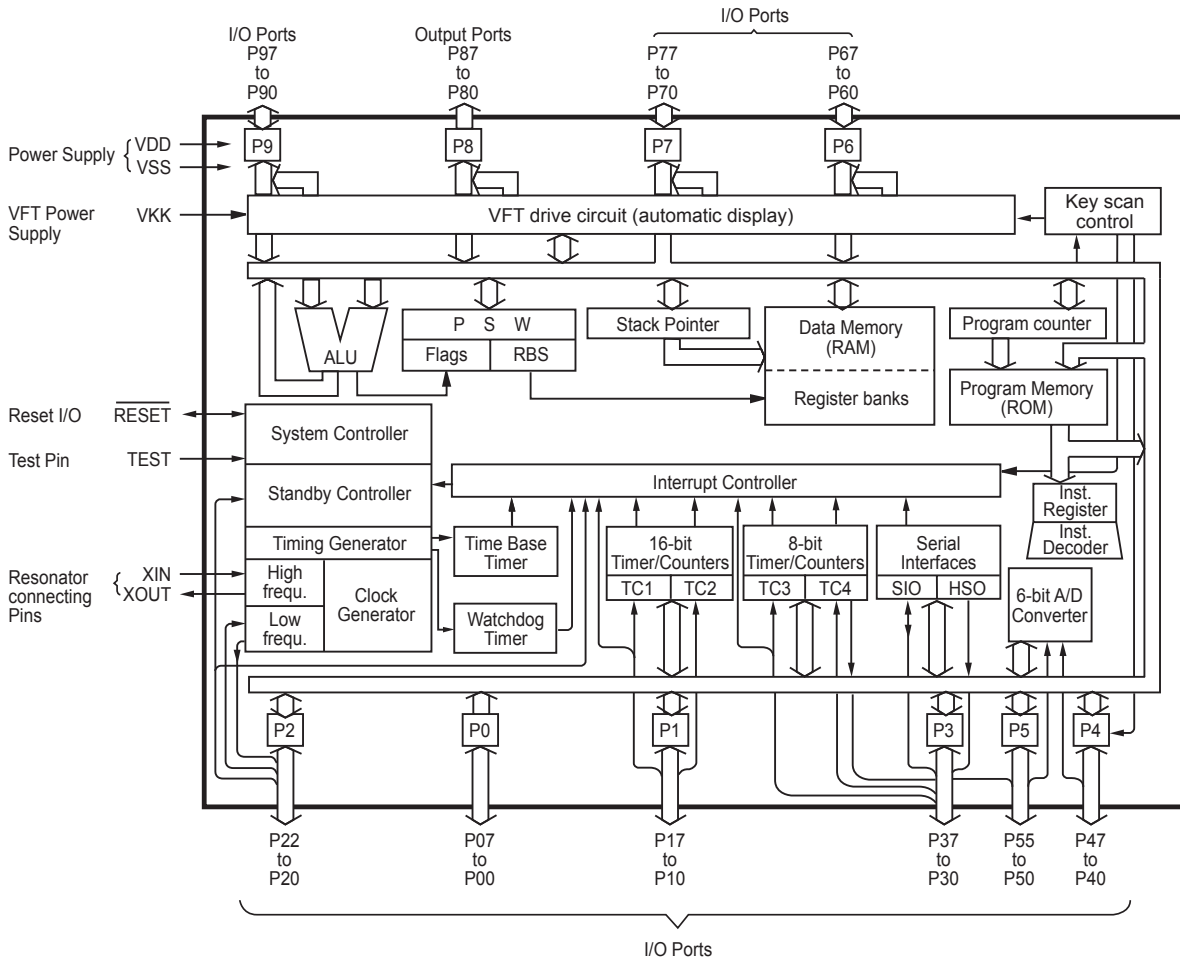 I/O Ports
I/O Ports
P97
to
P90
Output Ports
P87
to
P80
P77
to
P70
P67
to
P60
Power Supply
VDD
VSS
P9
P8
P7
P6
VFT Power
Supply
VKK
VFT drive circuit (automatic display)
Key scan
control
ALU
P S W
Flags
RBS
Stack Pointer
Data Memory
(RAM)
Register banks
Program counter
Program Memory
(ROM)
Reset I/O
RESET
Test Pin
TEST
System Controller
Standby Controller
Interrupt Controller
Inst.
Register
Inst.
Decoder
Timing Generator
Time Base
Timer
16-bit
Timer/Counters
TC1
TC2
8-bit
Timer/Counters
TC3
TC4
Serial
Interfaces
SIO
HSO
6-bit A/D
Converter
Resonator
connecting
Pins
XIN
XOUT
High
frequ.
Low
frequ.
Clock
Generator
Watchdog
Timer
P2
P0
P1
P3
P5
P4
P22
to
P20
P07
to
P00
P17
to
P10
P37
to
P30
P55
to
P50
P47
to
P40
I/O Ports